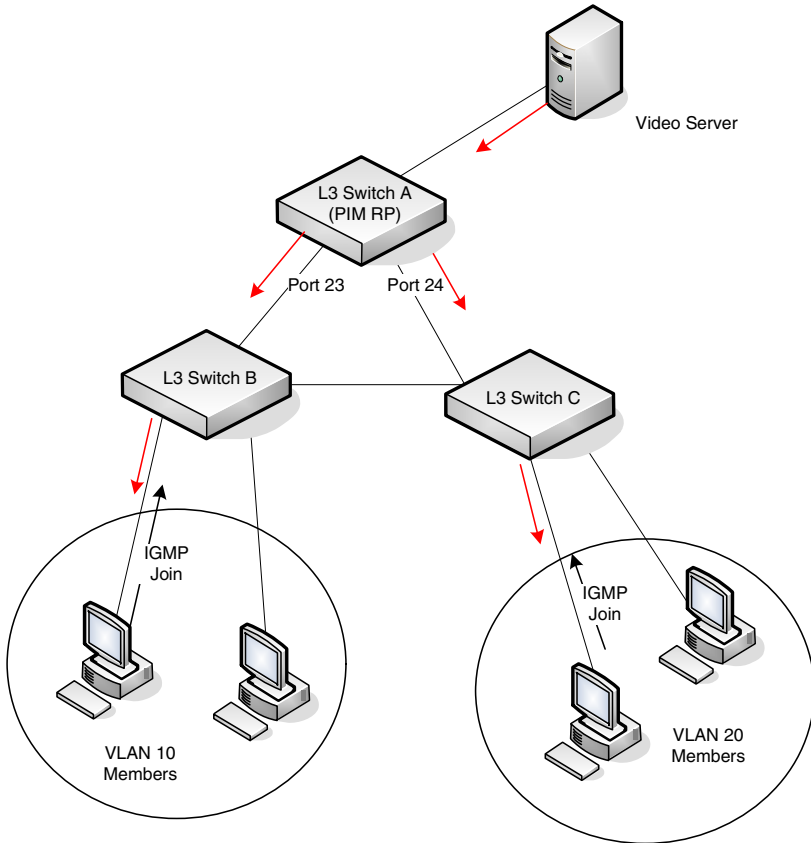 Video Server
L3 Switch A
(PIM RP)
Port 23
Port 24
L3 Switch B
L3 Switch C
IGMP
Join
IGMP
Join
VLAN 10
Members
VLAN 20
Members